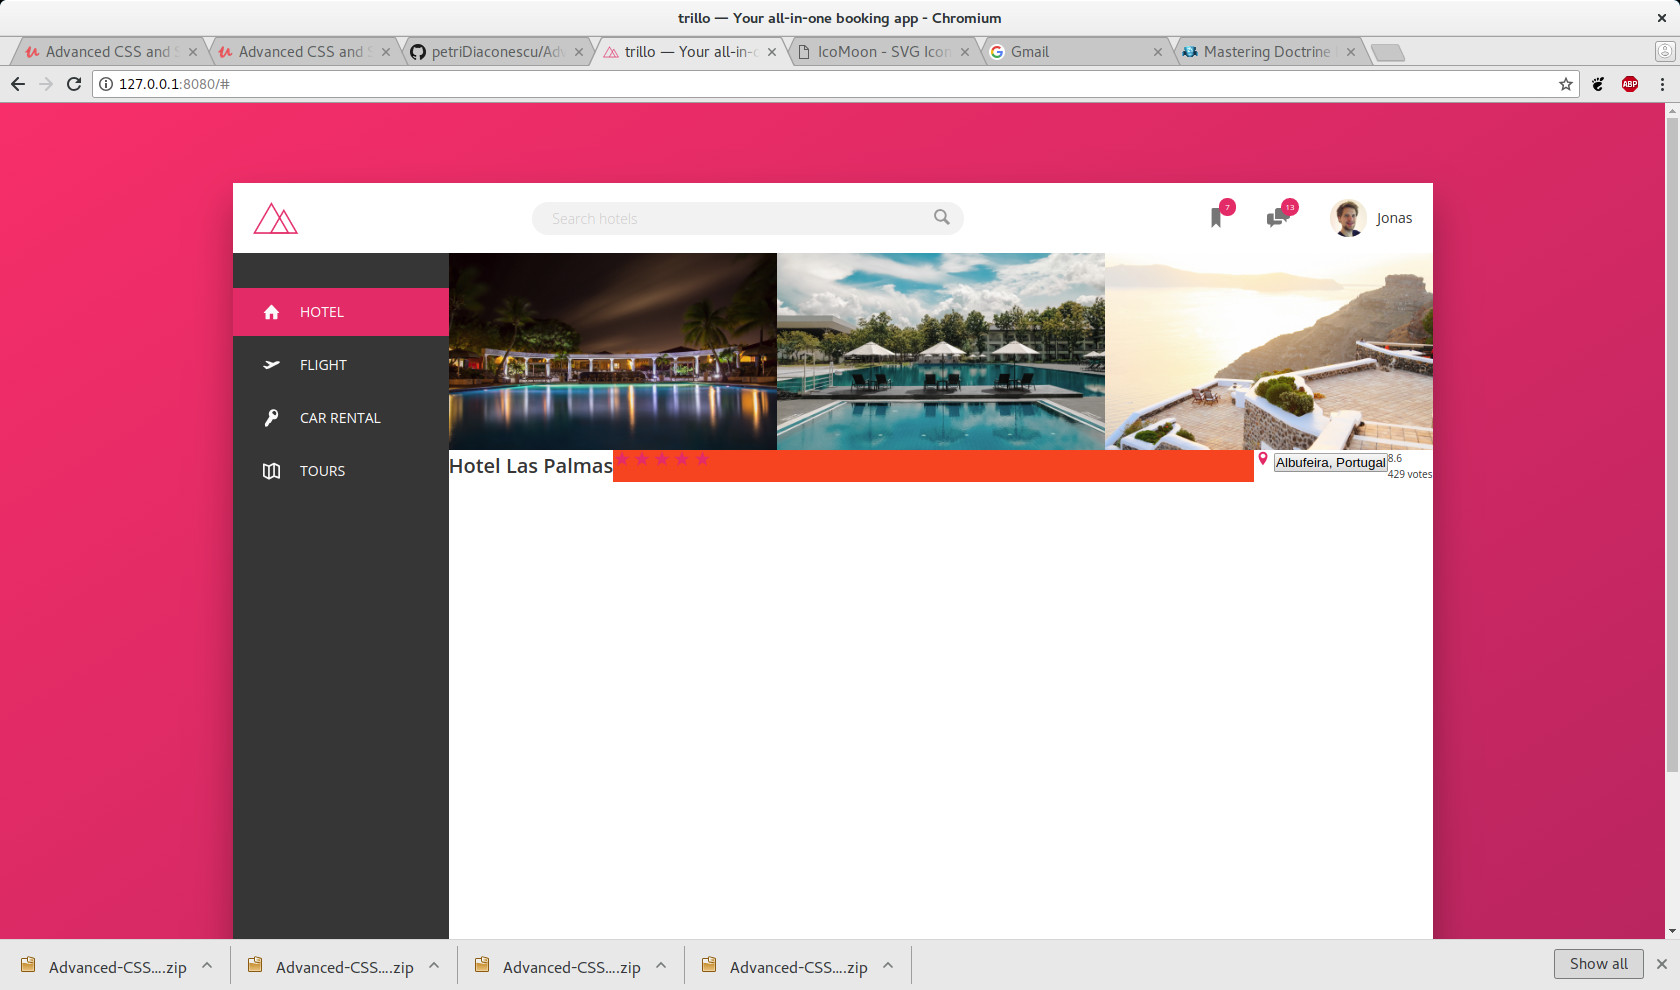 trillo — Your all-in-one booking app - Chromium
Advanced CSS and S
Advanced CSS and S
petriDiaconescu/Adv
trillo — Your all-in-o
IcoMoon - SVG Icon
Gmail
Mastering Doctrine
127.0.0.1:8080/#
ABP
Search hotels
7
13
Jonas
HOTEL
FLIGHT
CAR RENTAL
TOURS
Hotel Las Palmas
Albufeira, Portugal
8.6
429 votes
Advanced-CSS....zip
Advanced-CSS....zip
Advanced-CSS....zip
Advanced-CSS....zip
Show all